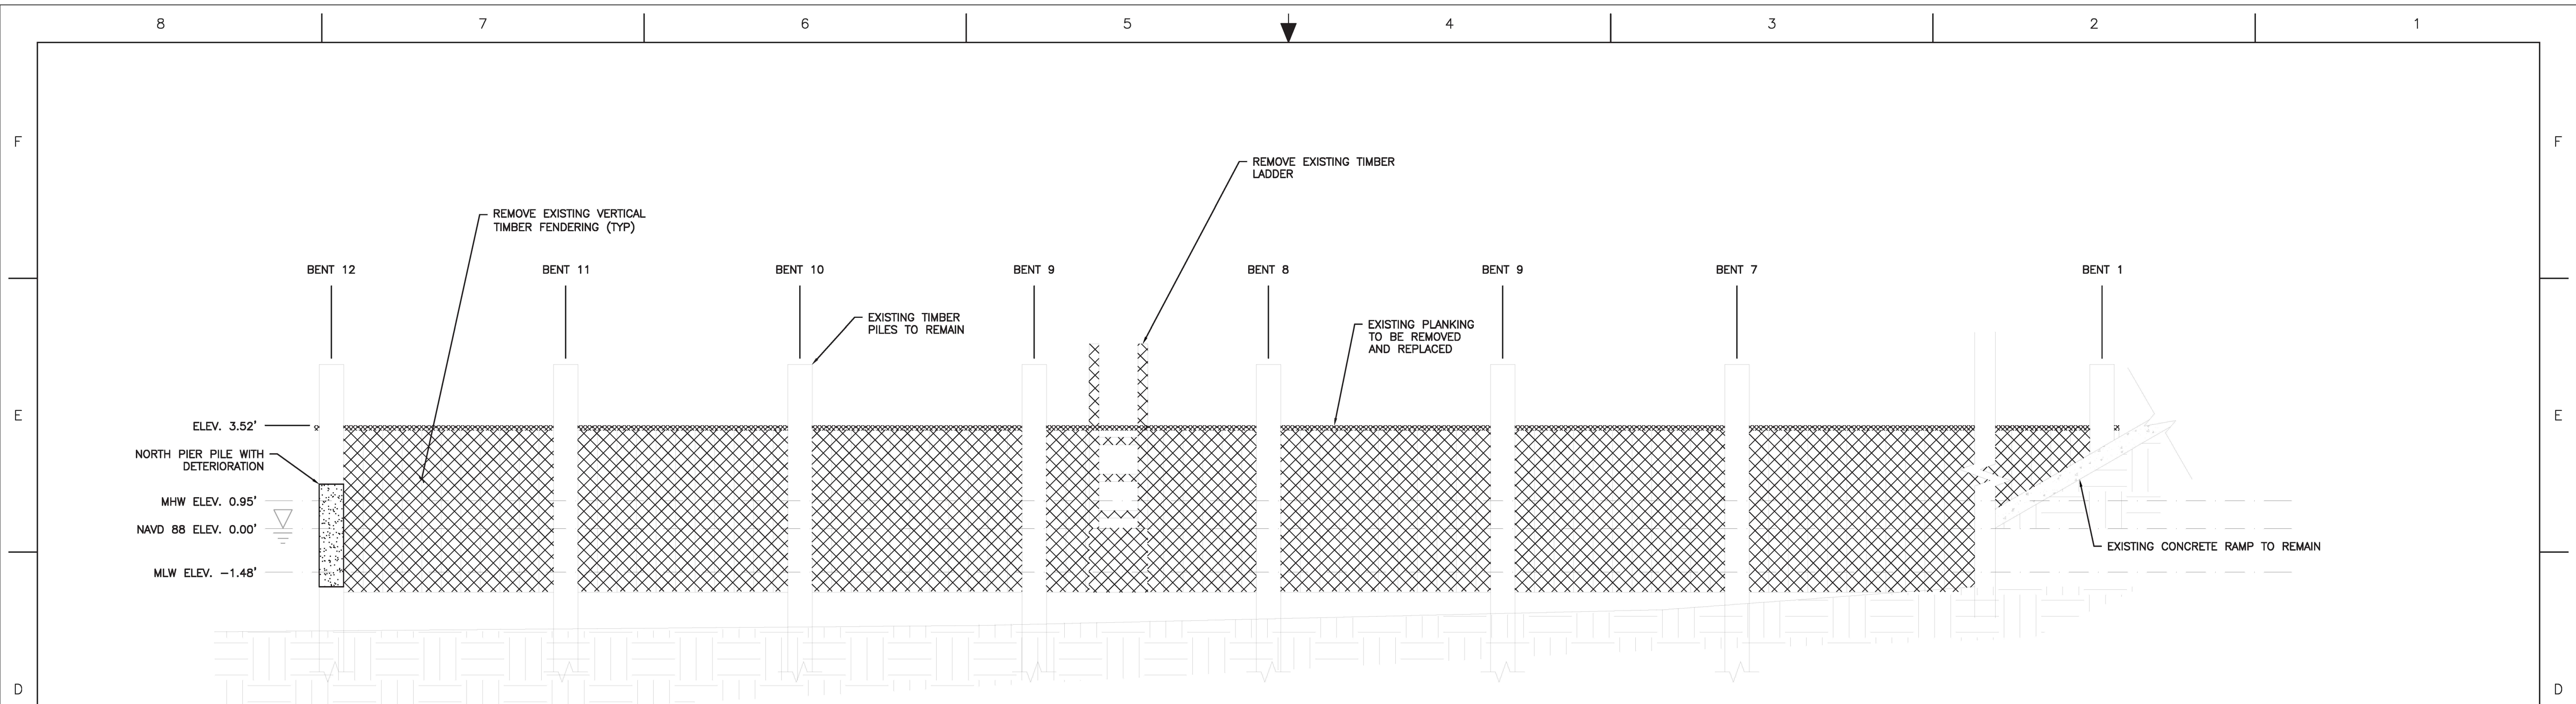 8 7 6 5 4 3 2 1
F F
REMOVE EXISTING TIMBER
LADDER
REMOVE EXISTING VERTICAL
TIMBER FENDERING (TYP)
BENT 12 BENT 11 BENT 10 BENT 9 BENT 8 BENT 9 BENT 7 BENT 1
EXISTING TIMBER
PILES TO REMAIN
EXISTING PLANKING
TO BE REMOVED
AND REPLACED
E E
ELEV. 3.52'
NORTH PIER PILE WITH
DETERIORATION
MHW ELEV. 0.95'
NAVD 88 ELEV. 0.00'
EXISTING CONCRETE RAMP TO REMAIN
MLW ELEV. -1.48'
D D